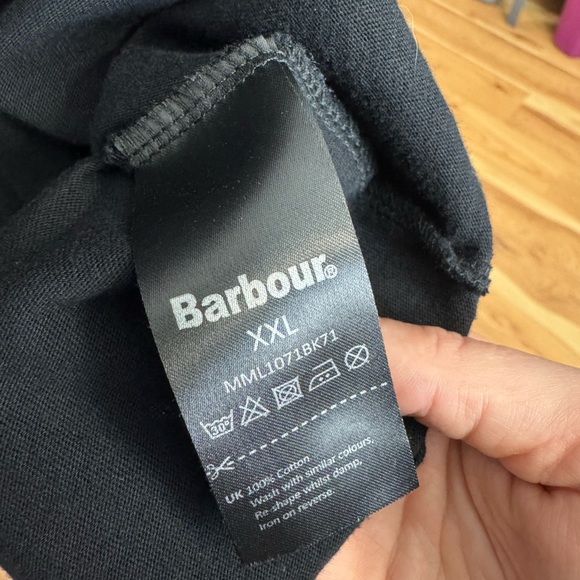 Barbour®
XXL
MML1071BK71
30°
UK 100% Cotton
Wash with similar colours,
Re-shape whilst damp,
Iron on reverse.